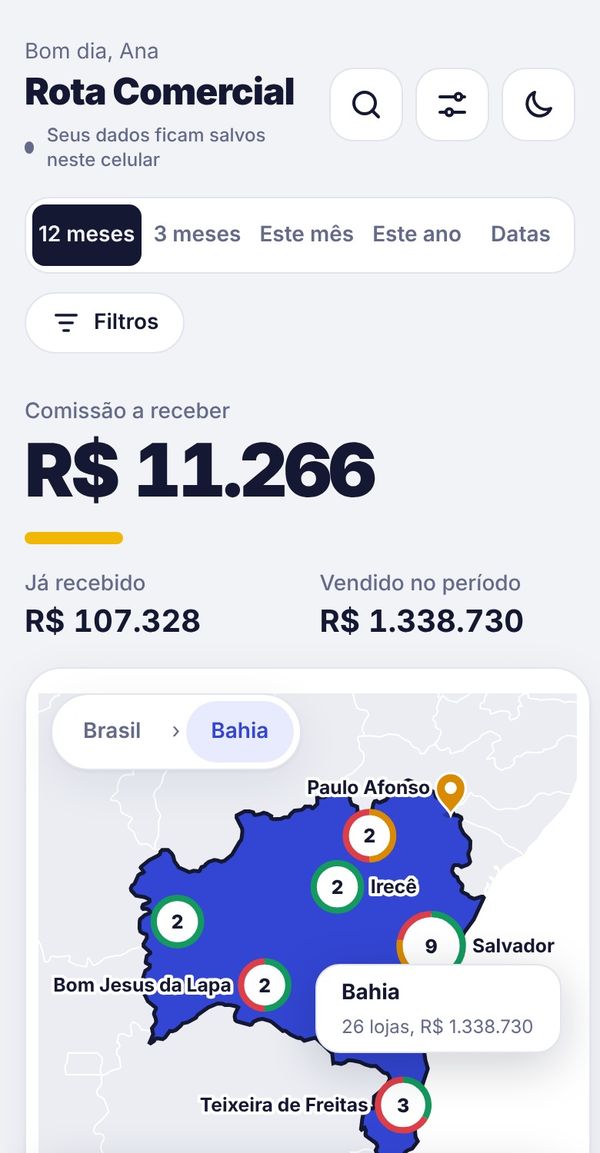 Bom dia, Ana
Rota Comercial
Seus dados ficam salvos
neste celular
12 meses 3 meses Este mês Este ano Datas
Filtros
Comissão a receber
R$ 11.266
Já recebido Vendido no período
R$ 107.328 R$ 1.338.730
Brasil › Bahia
Paulo Afonso
2
2 Irecê
2
9 Salvador
Bom Jesus da Lapa 2
Bahia
26 lojas, R$ 1.338.730
Teixeira de Freitas 3